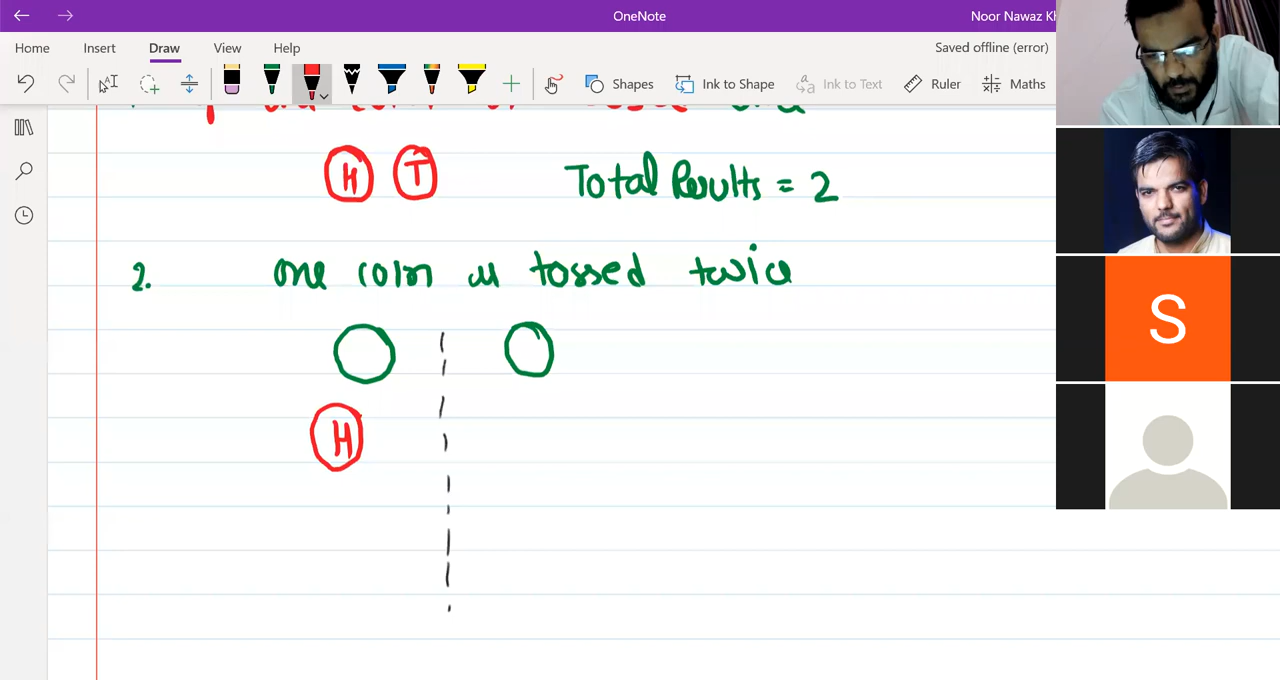 OneNote
Noor Nawaz Kh
Home Insert Draw View Help
Saved offline (error)
Shapes Ink to Shape Ink to Text Ruler Maths
H T Total Results = 2
2. one coin is tossed twice
H
S